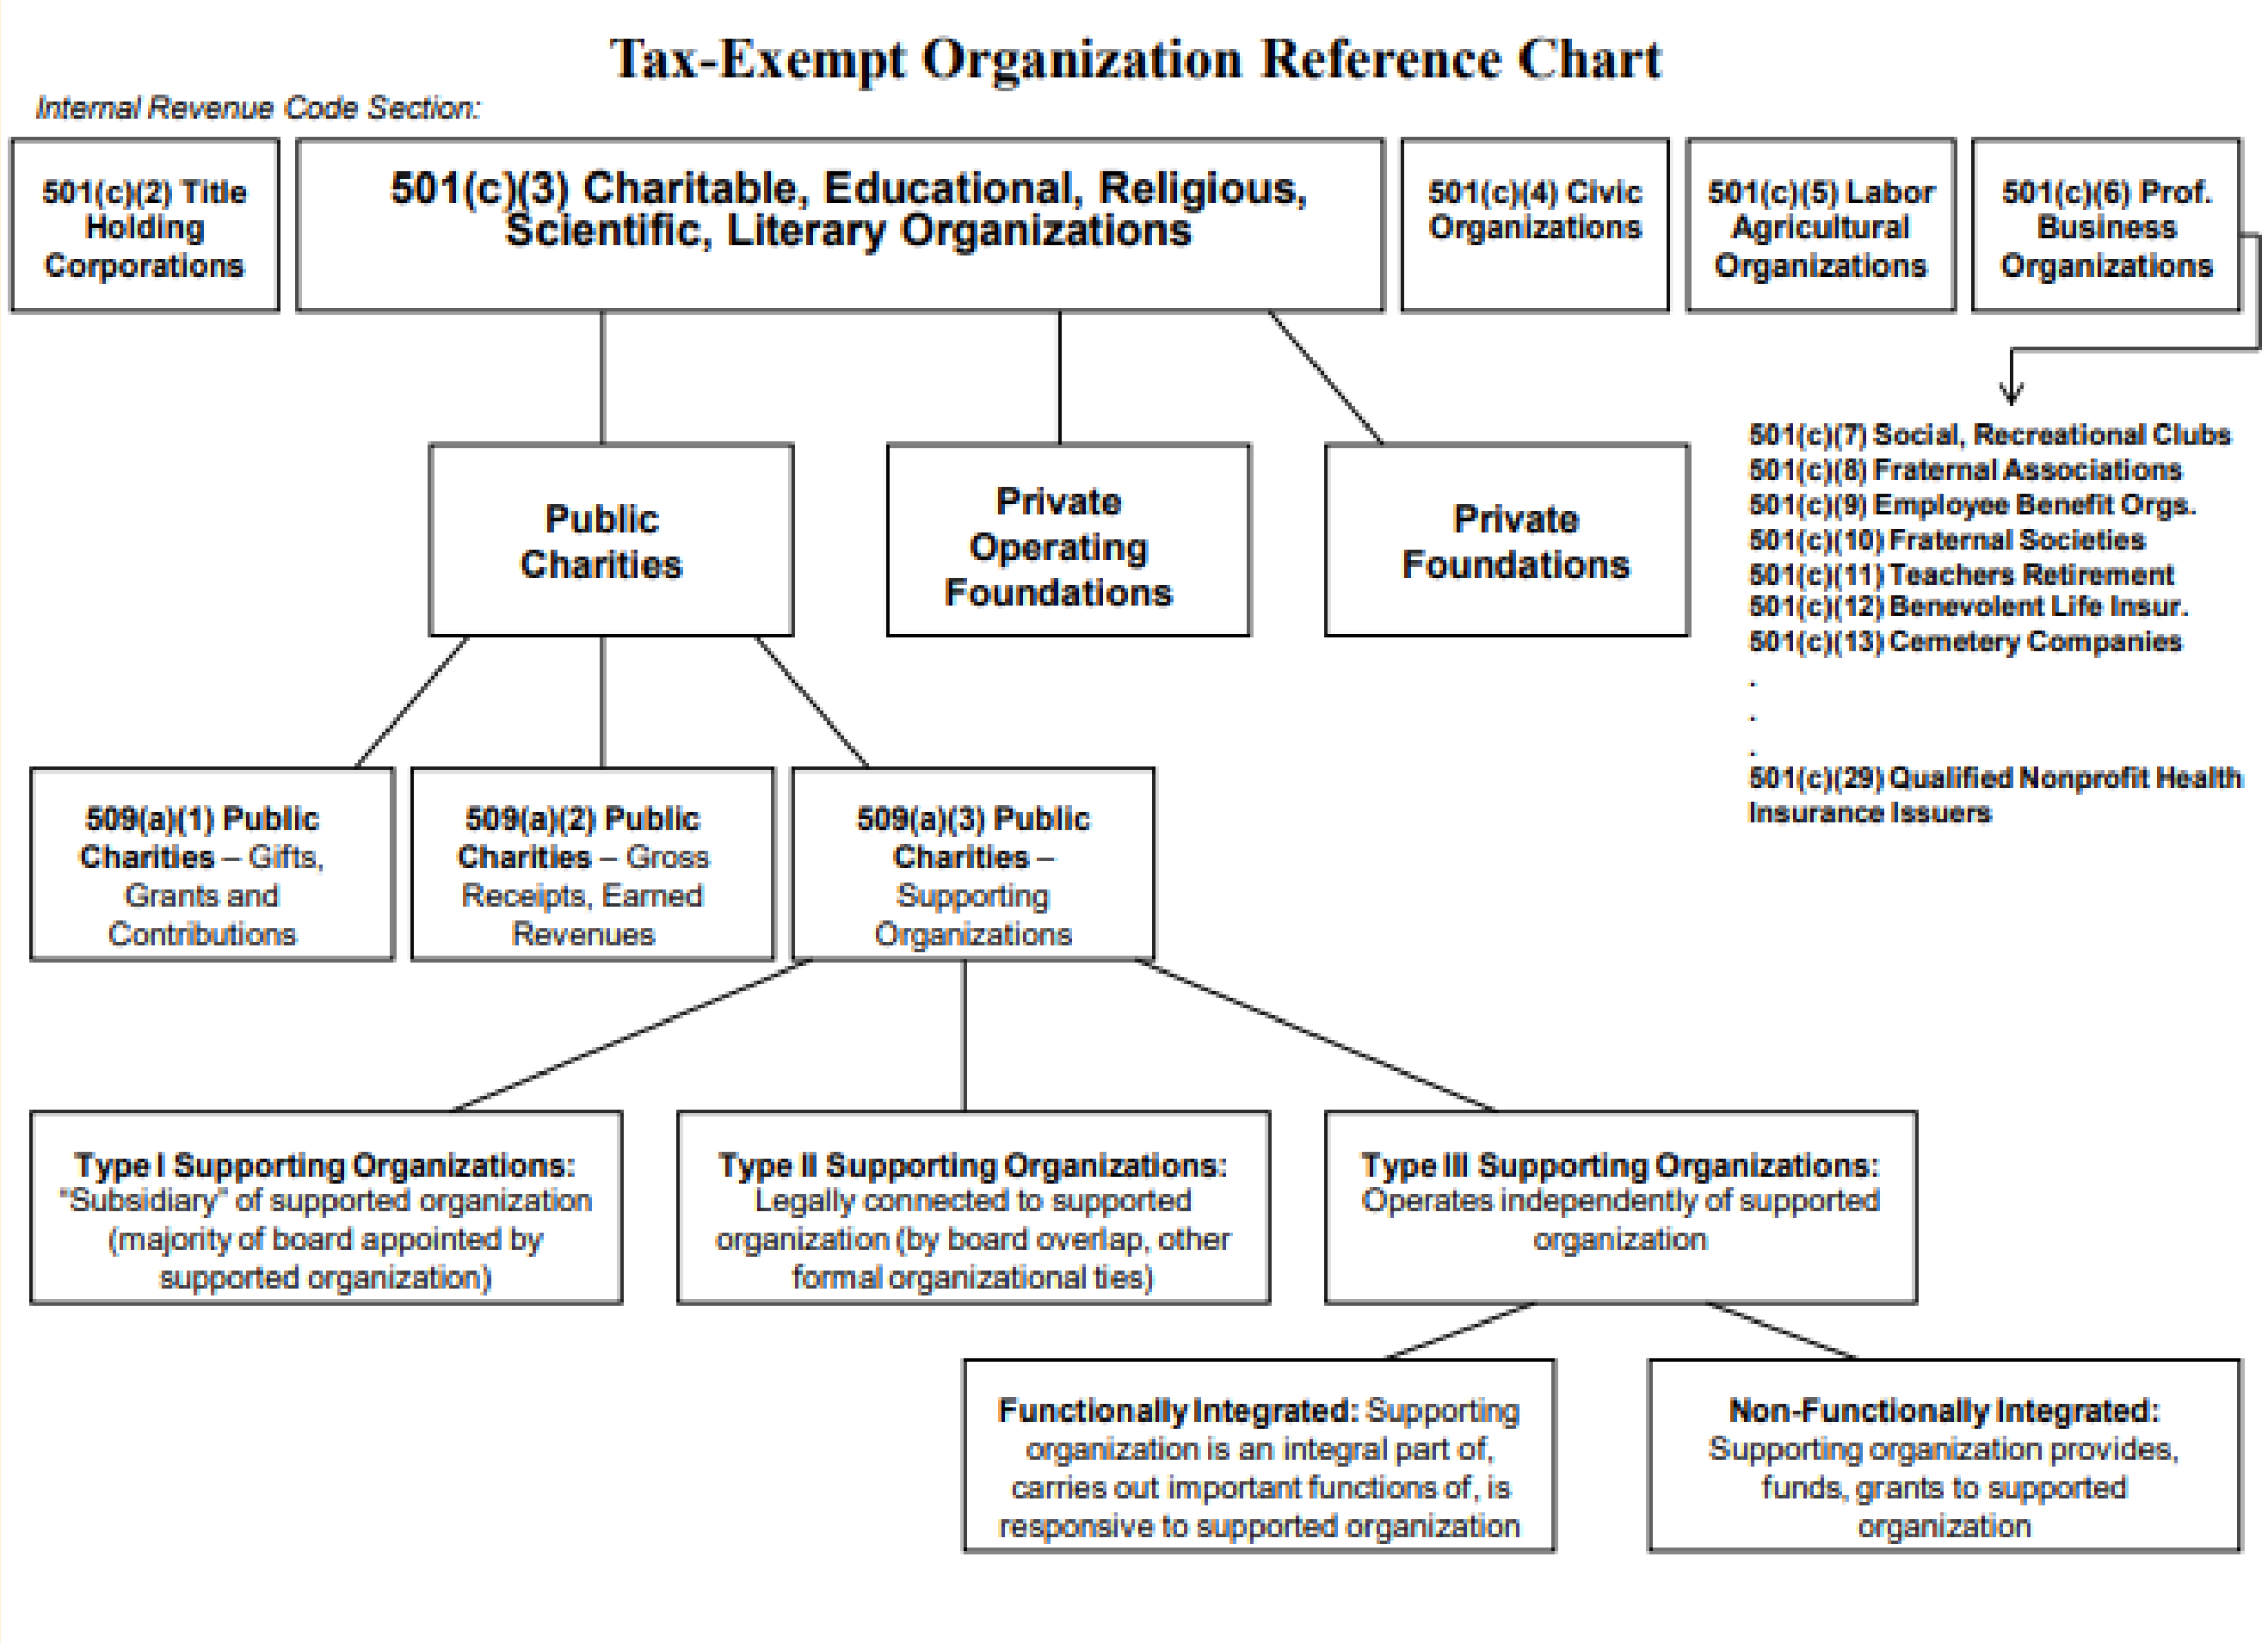 Tax-Exempt Organization Reference Chart
Internal Revenue Code Section:
501(c)(2) Title
Holding
Corporations
501(c)(3) Charitable, Educational, Religious,
Scientific, Literary Organizations
501(c)(4) Civic
Organizations
501(c)(5) Labor
Agricultural
Organizations
501(c)(6) Prof.
Business
Organizations
Public
Charities
Private
Operating
Foundations
Private
Foundations
501(c)(7) Social, Recreational Clubs
501(c)(8) Fraternal Associations
501(c)(9) Employee Benefit Orgs.
501(c)(10) Fraternal Societies
501(c)(11) Teachers Retirement
501(c)(12) Benevolent Life Insur.
501(c)(13) Cemetery Companies
.
.
.
501(c)(29) Qualified Nonprofit Health
Insurance Issuers
509(a)(1) Public
Charities – Gifts,
Grants and
Contributions
509(a)(2) Public
Charities – Gross
Receipts, Earned
Revenues
509(a)(3) Public
Charities –
Supporting
Organizations
Type I Supporting Organizations:
"Subsidiary" of supported organization
(majority of board appointed by
supported organization)
Type II Supporting Organizations:
Legally connected to supported
organization (by board overlap, other
formal organizational ties)
Type III Supporting Organizations:
Operates independently of supported
organization
Functionally Integrated: Supporting
organization is an integral part of,
carries out important functions of, is
responsive to supported organization
Non-Functionally Integrated:
Supporting organization provides,
funds, grants to supported
organization